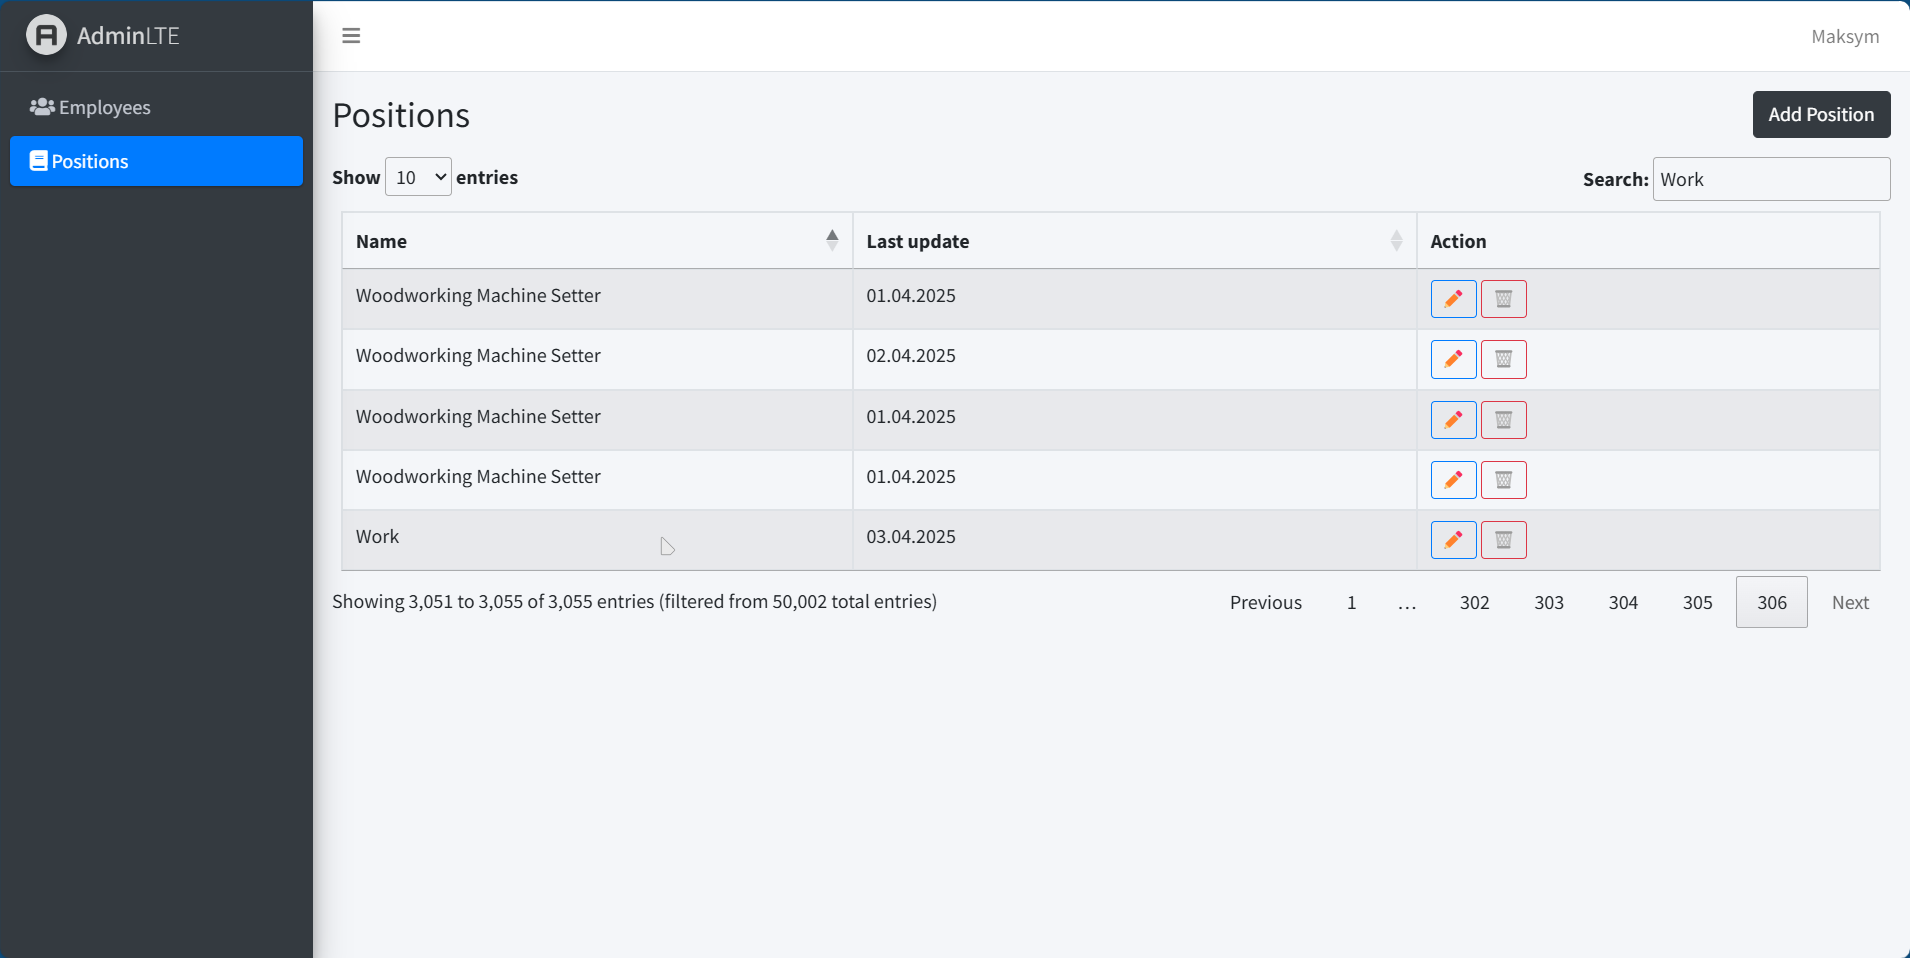 AdminLTE
Maksym
Employees
Positions
Positions
Add Position
Show 10 entries
Search: Work
Name Last update Action
Woodworking Machine Setter 01.04.2025
Woodworking Machine Setter 02.04.2025
Woodworking Machine Setter 01.04.2025
Woodworking Machine Setter 01.04.2025
Work 03.04.2025
Showing 3,051 to 3,055 of 3,055 entries (filtered from 50,002 total entries)
Previous 1 … 302 303 304 305 306 Next